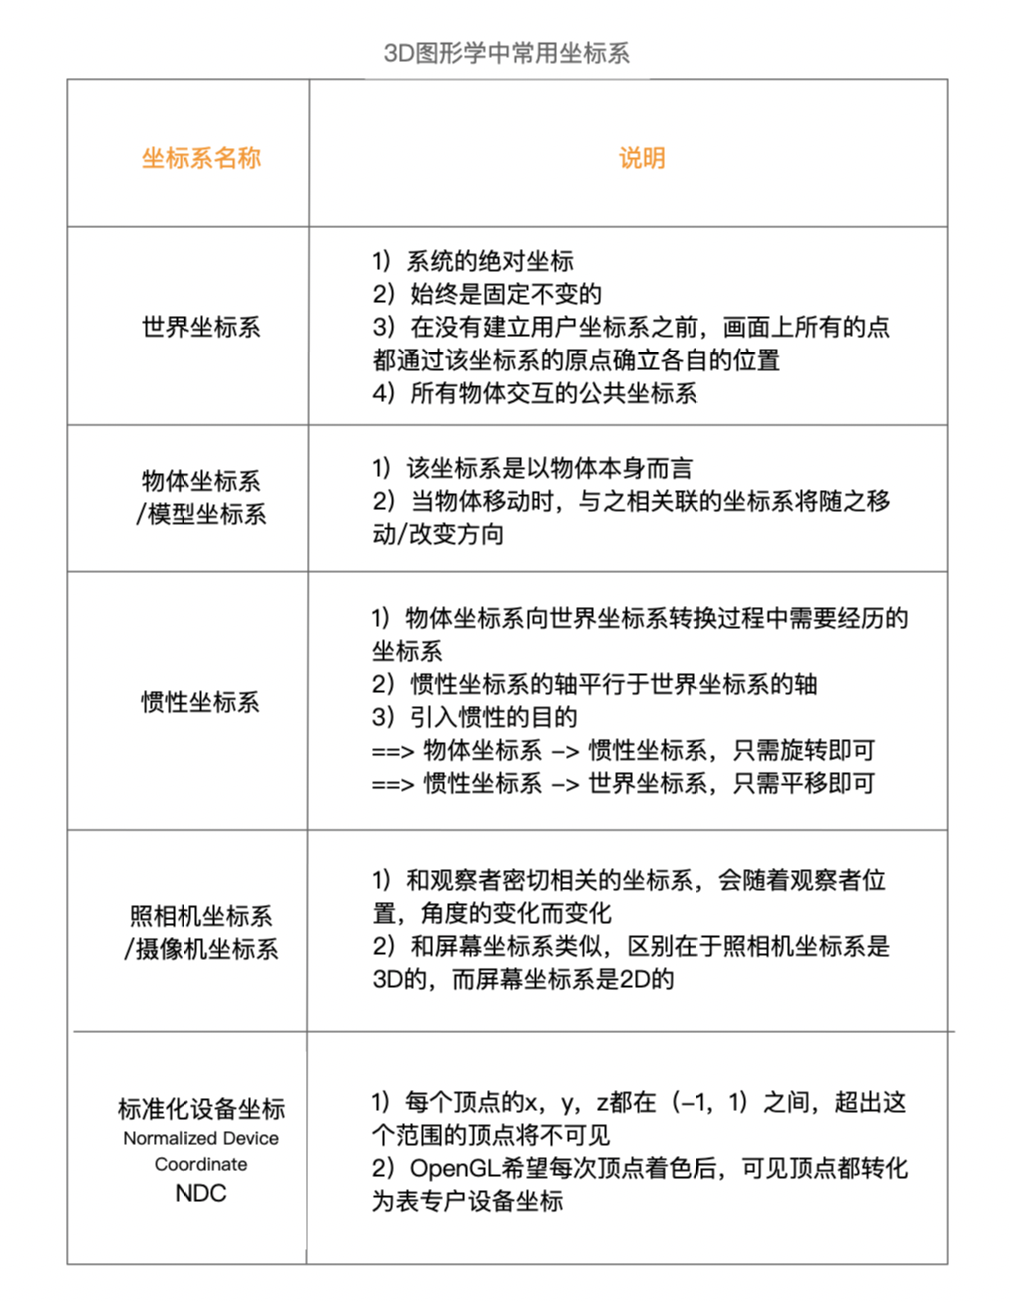 3D图形学中常用坐标系
坐标系名称
说明
世界坐标系
1）系统的绝对坐标
2）始终是固定不变的
3）在没有建立用户坐标系之前，画面上所有的点
都通过该坐标系的原点确立各自的位置
4）所有物体交互的公共坐标系
物体坐标系
/模型坐标系
1）该坐标系是以物体本身而言
2）当物体移动时，与之相关联的坐标系将随之移
动/改变方向
惯性坐标系
1）物体坐标系向世界坐标系转换过程中需要经历的
坐标系
2）惯性坐标系的轴平行于世界坐标系的轴
3）引入惯性的目的
==> 物体坐标系 -> 惯性坐标系，只需旋转即可
==> 惯性坐标系 -> 世界坐标系，只需平移即可
照相机坐标系
/摄像机坐标系
1）和观察者密切相关的坐标系，会随着观察者位
置，角度的变化而变化
2）和屏幕坐标系类似，区别在于照相机坐标系是
3D的，而屏幕坐标系是2D的
标准化设备坐标
Normalized Device
Coordinate
NDC
1）每个顶点的x，y，z都在（-1，1）之间，超出这
个范围的顶点将不可见
2）OpenGL希望每次顶点着色后，可见顶点都转化
为表专户设备坐标